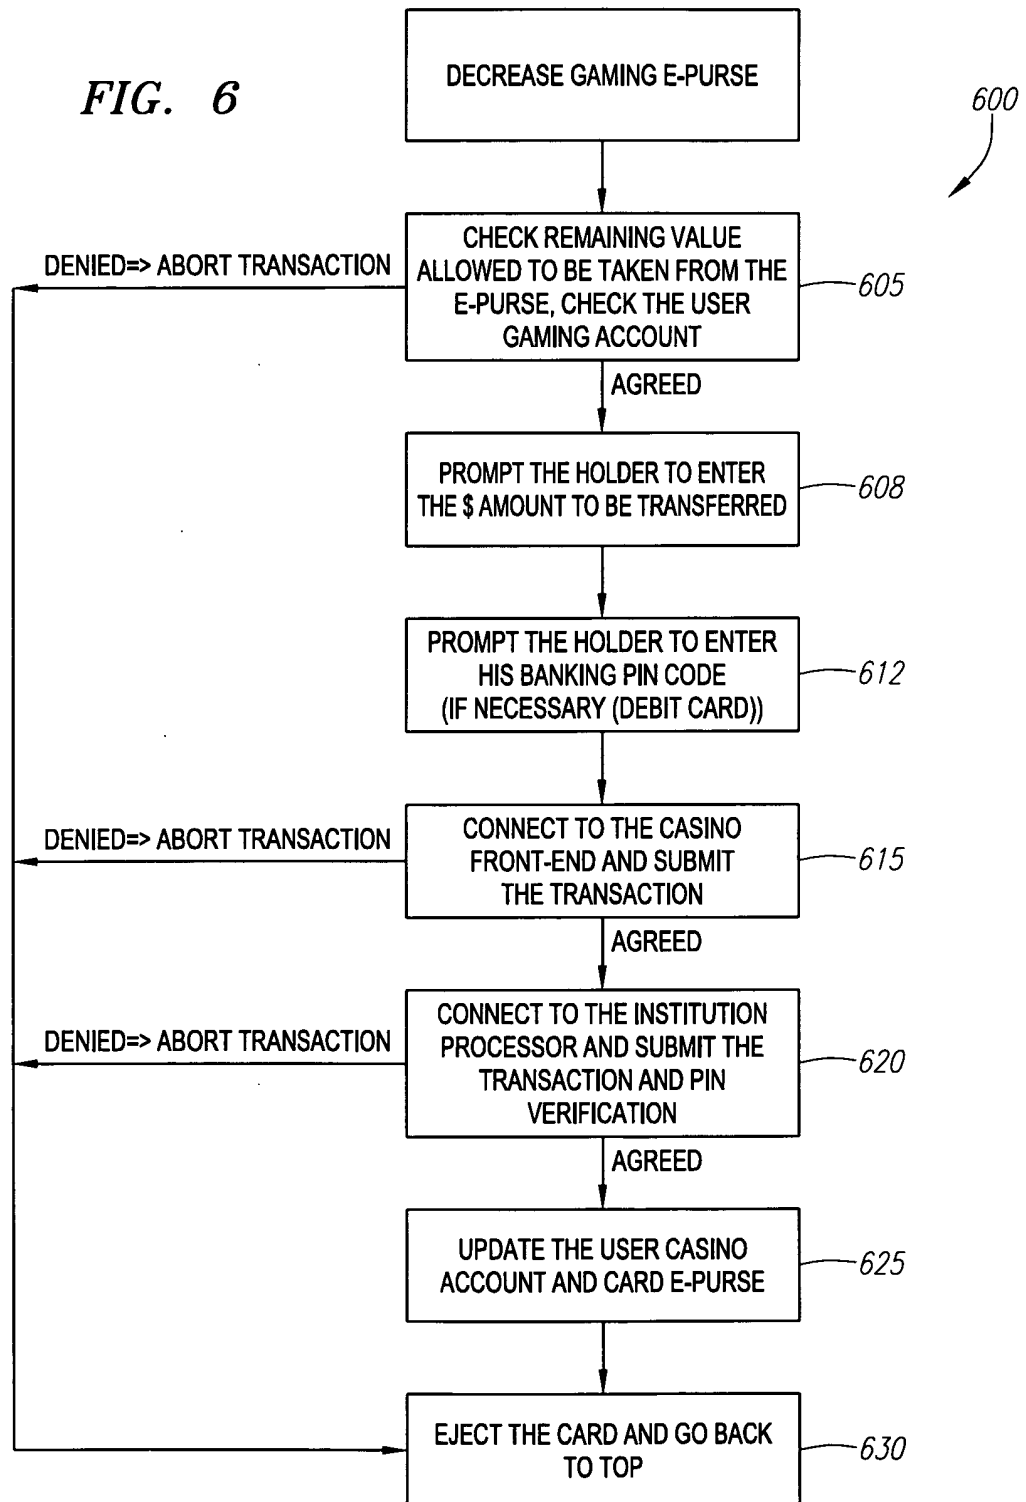 DECREASE GAMING E-PURSE
FIG. 6
600
CHECK REMAINING VALUE
ALLOWED TO BE TAKEN FROM THE
E-PURSE, CHECK THE USER
GAMING ACCOUNT
DENIED=> ABORT TRANSACTION
605
AGREED
PROMPT THE HOLDER TO ENTER
THE $ AMOUNT TO BE TRANSFERRED
608
PROMPT THE HOLDER TO ENTER
HIS BANKING PIN CODE
(IF NECESSARY (DEBIT CARD))
612
DENIED=> ABORT TRANSACTION
CONNECT TO THE CASINO
FRONT-END AND SUBMIT
THE TRANSACTION
615
AGREED
DENIED=> ABORT TRANSACTION
CONNECT TO THE INSTITUTION
PROCESSOR AND SUBMIT THE
TRANSACTION AND PIN
VERIFICATION
620
AGREED
UPDATE THE USER CASINO
ACCOUNT AND CARD E-PURSE
625
EJECT THE CARD AND GO BACK
TO TOP
630